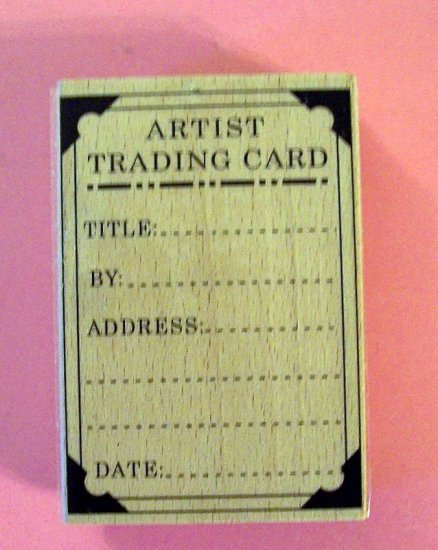 ARTIST
TRADING CARD
TITLE:
BY:
ADDRESS:
DATE: